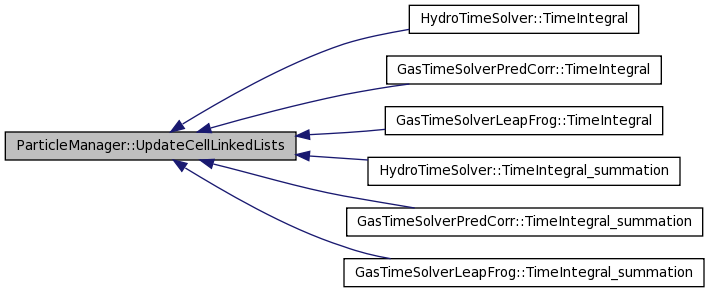 HydroTimeSolver::TimeIntegral
GasTimeSolverPredCorr::TimeIntegral
GasTimeSolverLeapFrog::TimeIntegral
ParticleManager::UpdateCellLinkedLists
HydroTimeSolver::TimeIntegral_summation
GasTimeSolverPredCorr::TimeIntegral_summation
GasTimeSolverLeapFrog::TimeIntegral_summation